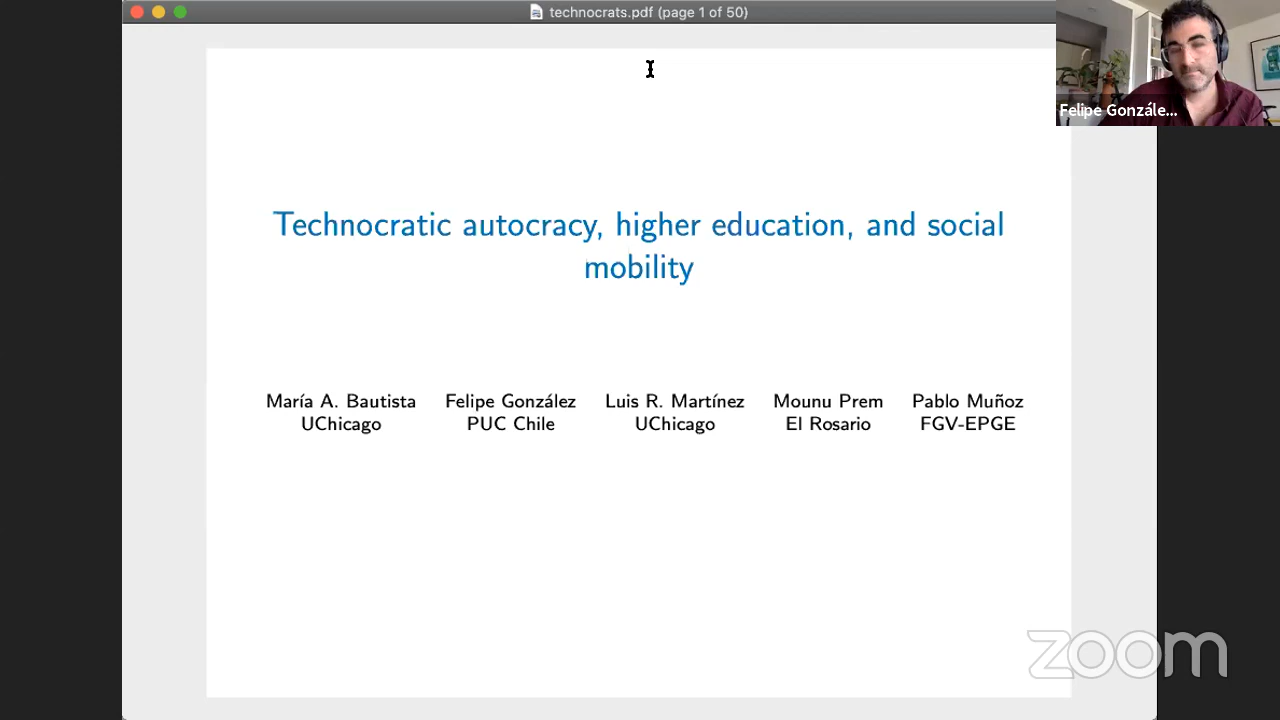 technocrats.pdf (page 1 of 50)
Felipe Gonzále...
Technocratic autocracy, higher education, and social
mobility
María A. Bautista Felipe González Luis R. Martínez Mounu Prem Pablo Muñoz
UChicago PUC Chile UChicago El Rosario FGV-EPGE
zoom